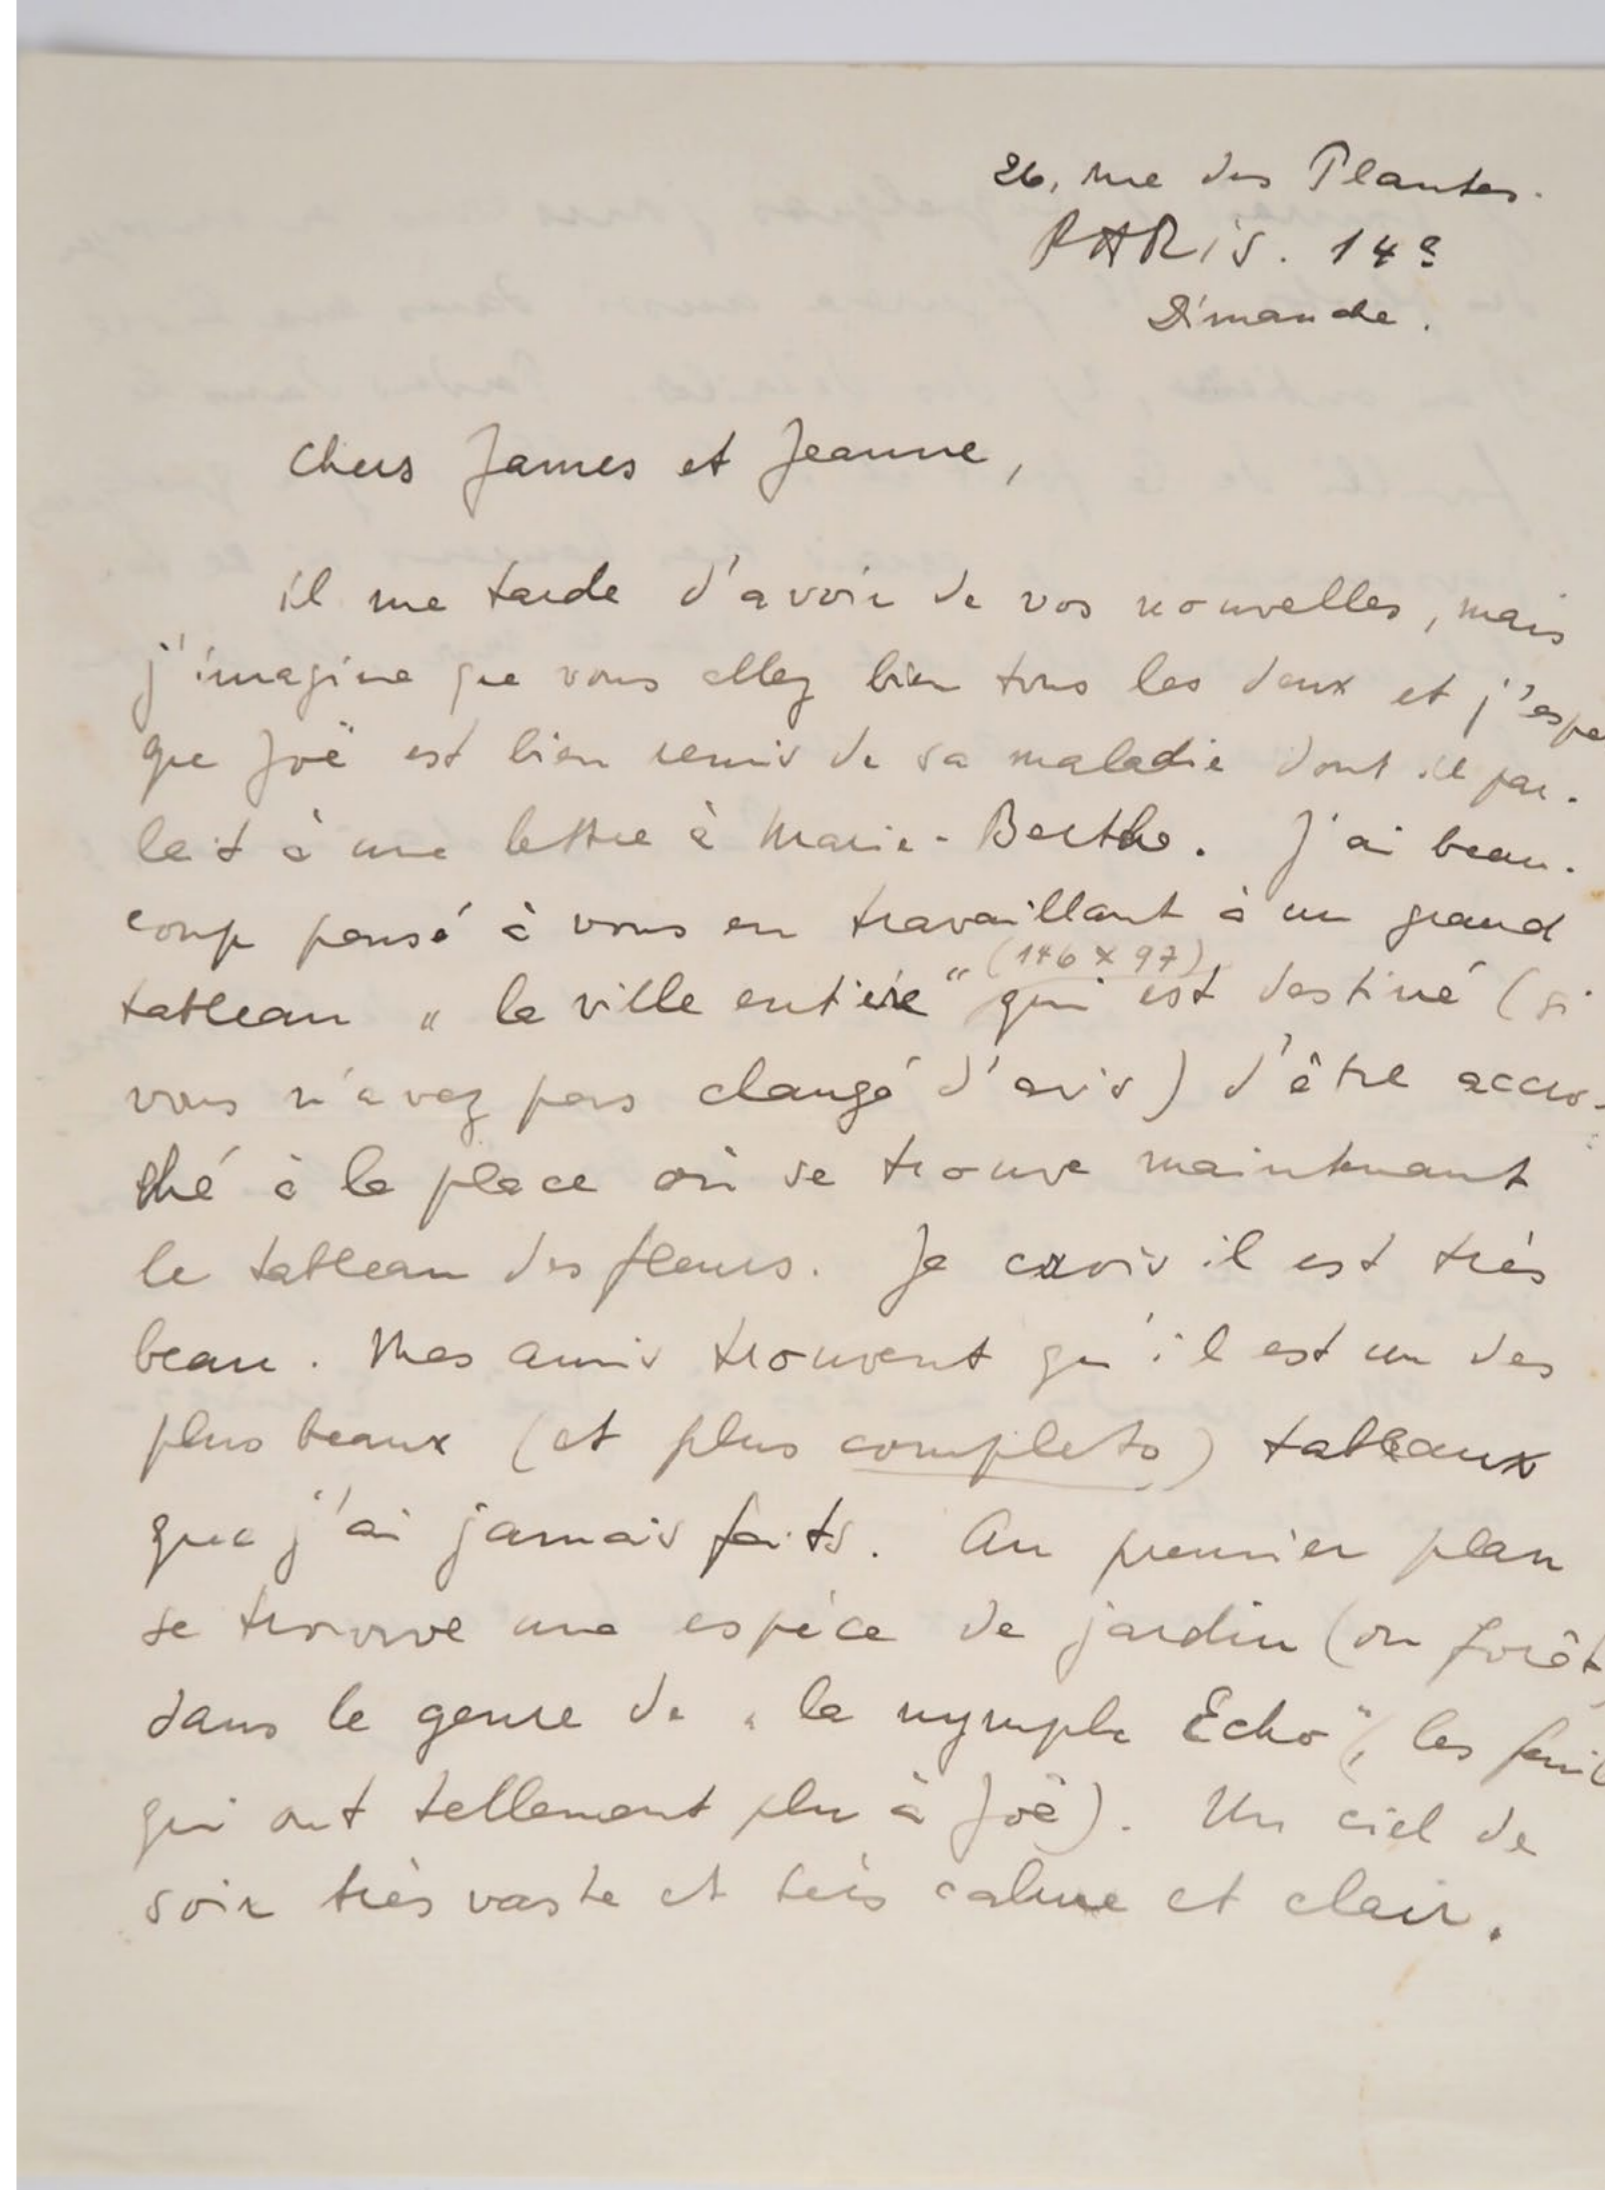 26, rue des Plantes.
PARiS. 14e
Dimanche.
Chers James et Jeanne,
il me tarde d'avoir de vos nouvelles, mais
j'imagine que vous allez bien tous les deux et j'espe
que Joë est bien remis de sa maladie dont il par-
lait à une lettre à Marie-Berthe. J'ai beau-
coup pensé à vous en travaillant à un grand
(146 x 97)
tableau "la ville entière" qui est destiné (si
vous n'avez pas changé d'avis) d'être accro-
ché à la place où se trouve maintenant
le tableau des fleurs. Je crois il est très
beau. Mes amis trouvent qu'il est un des
plus beaux (et plus complets) tableaux
que j'ai jamais faits. Au premier plan
se trouve une espèce de jardin (ou forêt
dans le genre de "la nymphe Echo", les
qui ont tellement plu à Joë). Un ciel de
soir très vaste et très calme et clair.